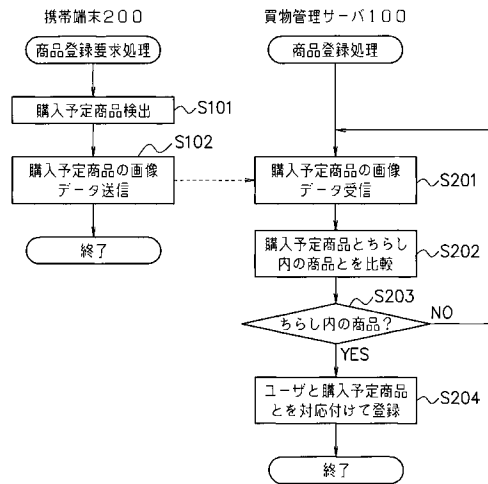 携帯端末200
商品登録要求処理
購入予定商品検出
S101
S102
購入予定商品の画像
データ送信
終了
買物管理サーバ100
商品登録処理
購入予定商品の画像
データ受信
S201
購入予定商品とちらし
内の商品とを比較
S202
S203
ちらし内の商品?
NO
YES
ユーザと購入予定商品
とを対応付けて登録
S204
終了